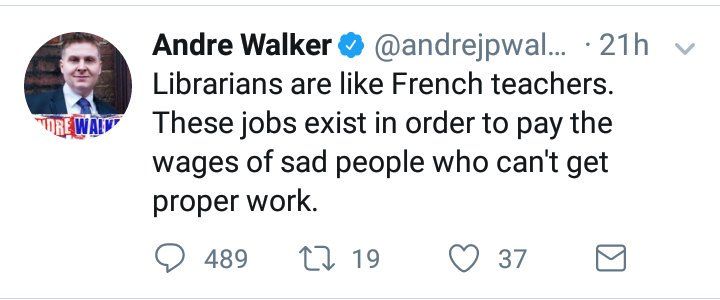 Andre Walker @andrejpwal... · 21h
Librarians are like French teachers.
These jobs exist in order to pay the
wages of sad people who can't get
proper work.
489 19 37